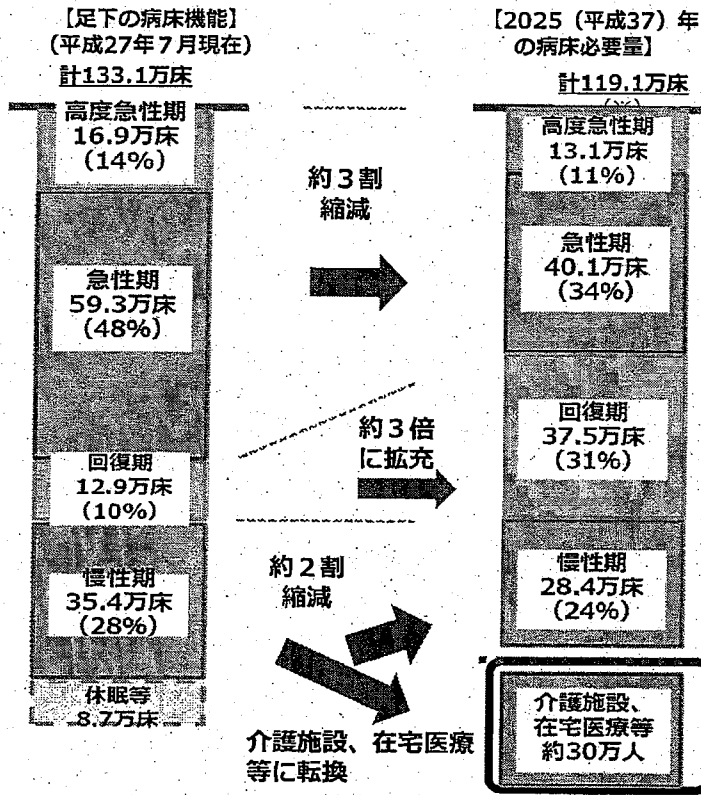 【足下の病床機能】
（平成27年７月現在）
計133.1万床
高度急性期
16.9万床
(14%)
急性期
59.3万床
(48%)
回復期
12.9万床
(10%)
慢性期
35.4万床
(28%)
休眠等
8.7万床
約３割
縮減
約３倍
に拡充
約２割
縮減
介護施設、在宅医療
等に転換
【2025（平成37）年
の病床必要量】
計119.1万床
高度急性期
13.1万床
(11%)
急性期
40.1万床
(34%)
回復期
37.5万床
(31%)
慢性期
28.4万床
(24%)
介護施設、
在宅医療等
約30万人